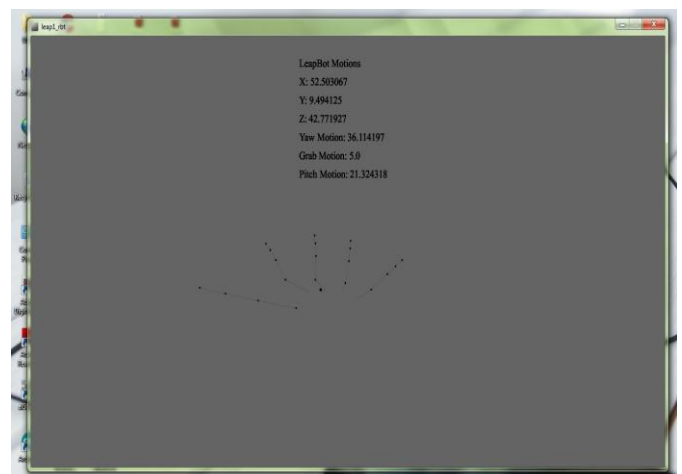 leap1_rbt
LeapBot Motions
X: 52.503067
Y: 9.494125
Z: 42.771927
Yaw Motion: 36.114197
Grab Motion: 5.0
Pitch Motion: 21.324318